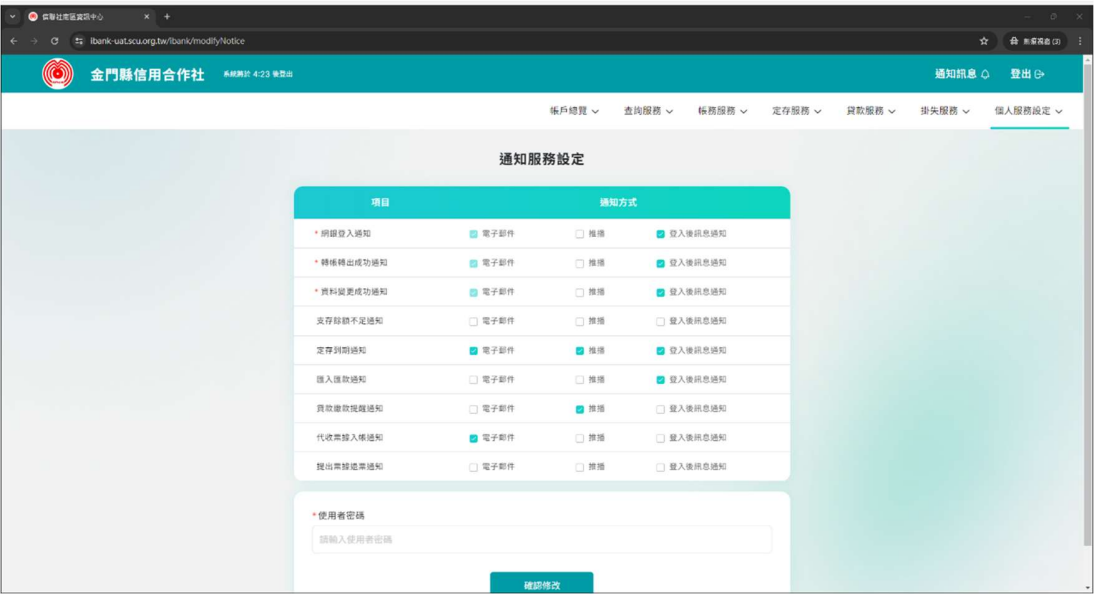 信聯社南區資訊中心
ibank-uat.scu.org.tw/ibank/modifyNotice
新版視窗 (3)
金門縣信用合作社 系統將於 4:23 後登出 通知訊息 登出
帳戶總覽 查詢服務 帳務服務 定存服務 貸款服務 掛失服務 個人服務設定
通知服務設定
項目 通知方式
* 網銀登入通知 電子郵件 推播 登入後訊息通知
* 轉帳轉出成功通知 電子郵件 推播 登入後訊息通知
* 資料變更成功通知 電子郵件 推播 登入後訊息通知
支存餘額不足通知 電子郵件 推播 登入後訊息通知
定存到期通知 電子郵件 推播 登入後訊息通知
匯入匯款通知 電子郵件 推播 登入後訊息通知
貸款繳款提醒通知 電子郵件 推播 登入後訊息通知
代收票據入帳通知 電子郵件 推播 登入後訊息通知
提出票據退票通知 電子郵件 推播 登入後訊息通知
* 使用者密碼
請輸入使用者密碼
確認修改